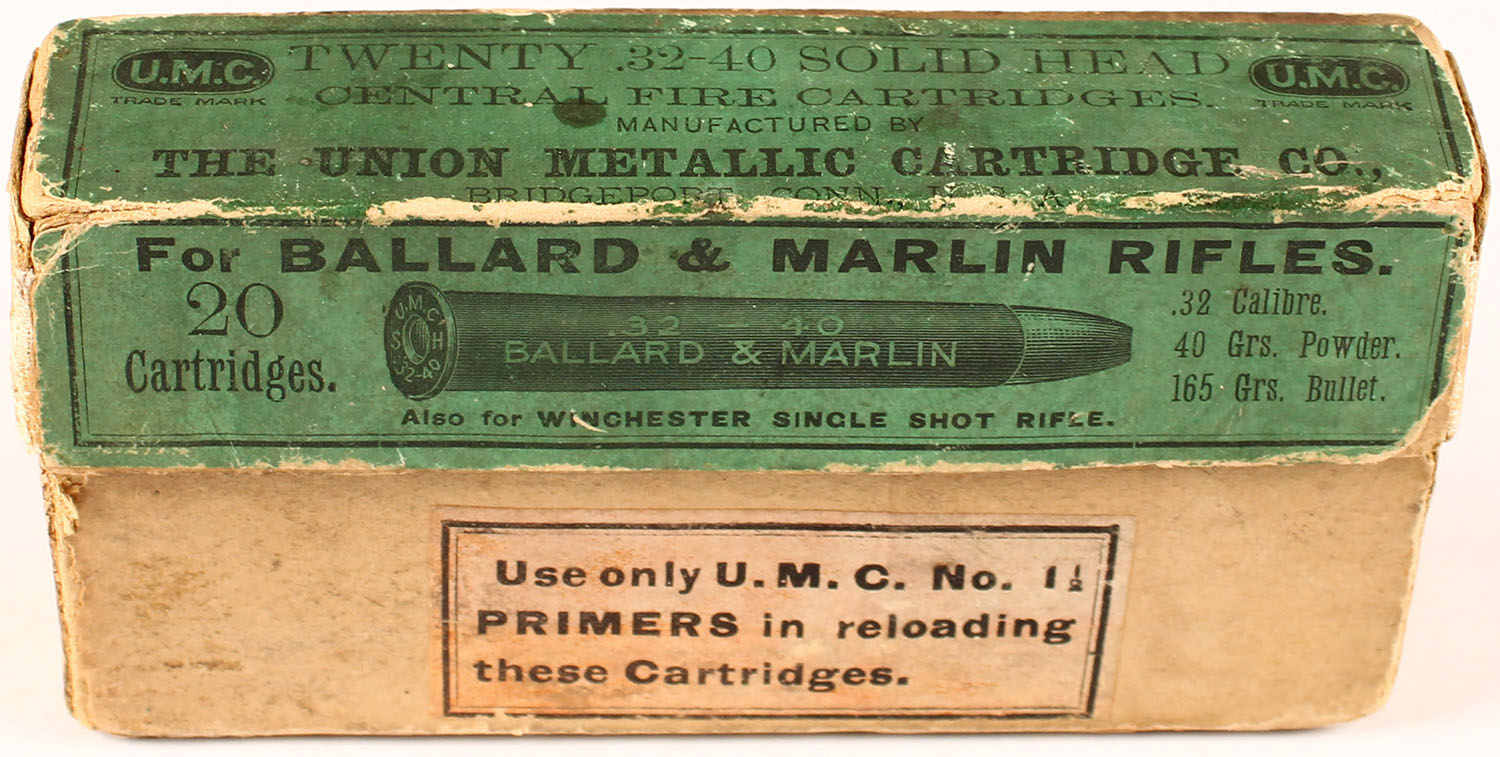 U.M.C. TWENTY .32-40 SOLID HEAD U.M.C.
TRADE MARK CENTRAL FIRE CARTRIDGES. TRADE MARK
MANUFACTURED BY
THE UNION METALLIC CARTRIDGE CO.,
BRIDGEPORT, CONN., U.S.A.
For BALLARD & MARLIN RIFLES.
20
Cartridges.
U.M.C.
S H
32-40
.32 - 40
BALLARD & MARLIN
.32 Calibre.
40 Grs. Powder.
165 Grs. Bullet.
Also for WINCHESTER SINGLE SHOT RIFLE.
Use only U.M.C. No. 1½
PRIMERS in reloading
these Cartridges.